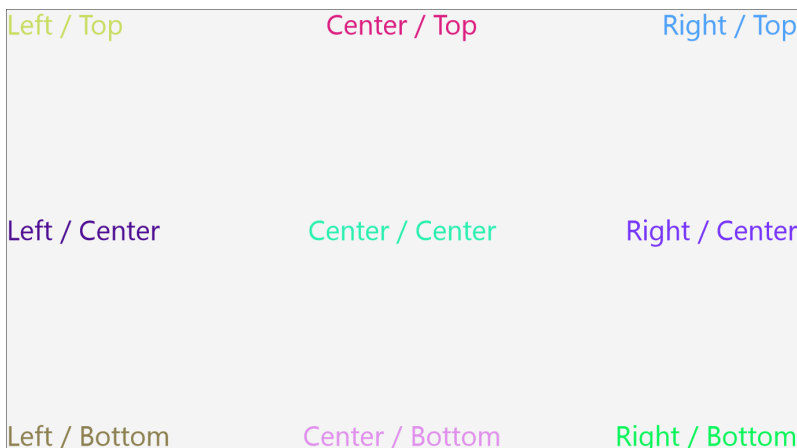 Left / Top
Center / Top
Right / Top
Left / Center
Center / Center
Right / Center
Left / Bottom
Center / Bottom
Right / Bottom